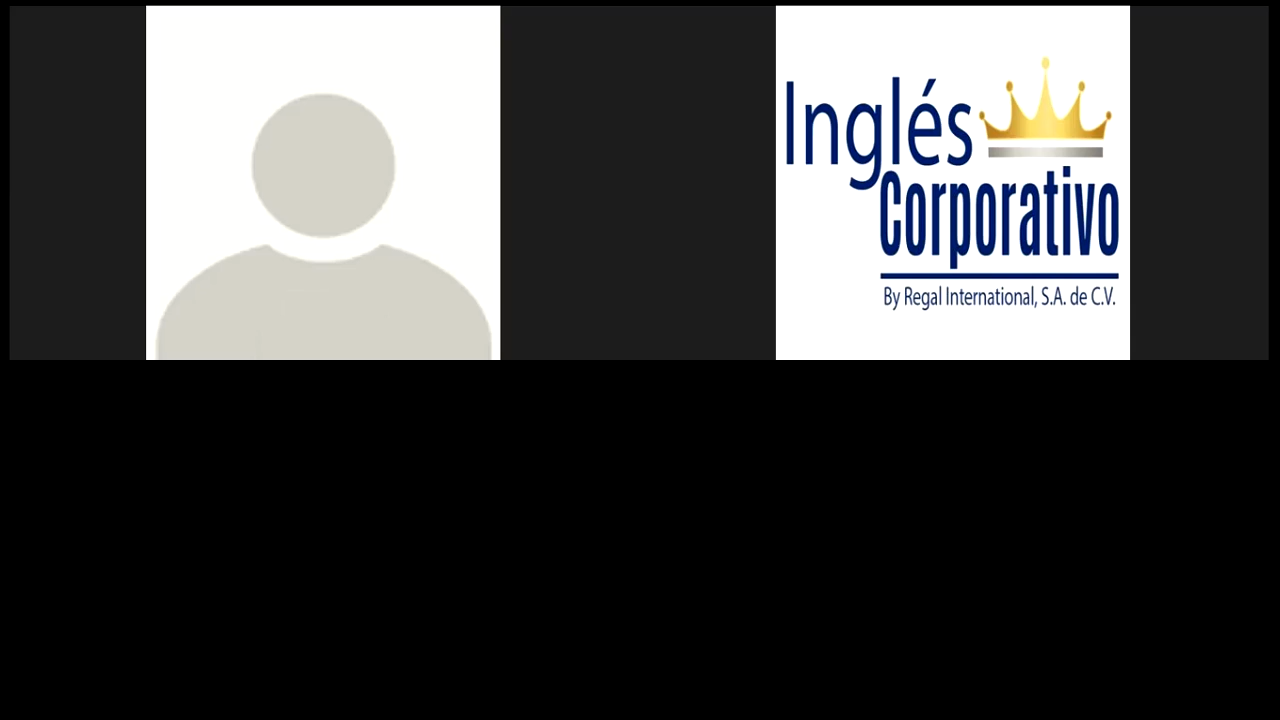 Inglés
Corporativo
By Regal International, S.A. de C.V.